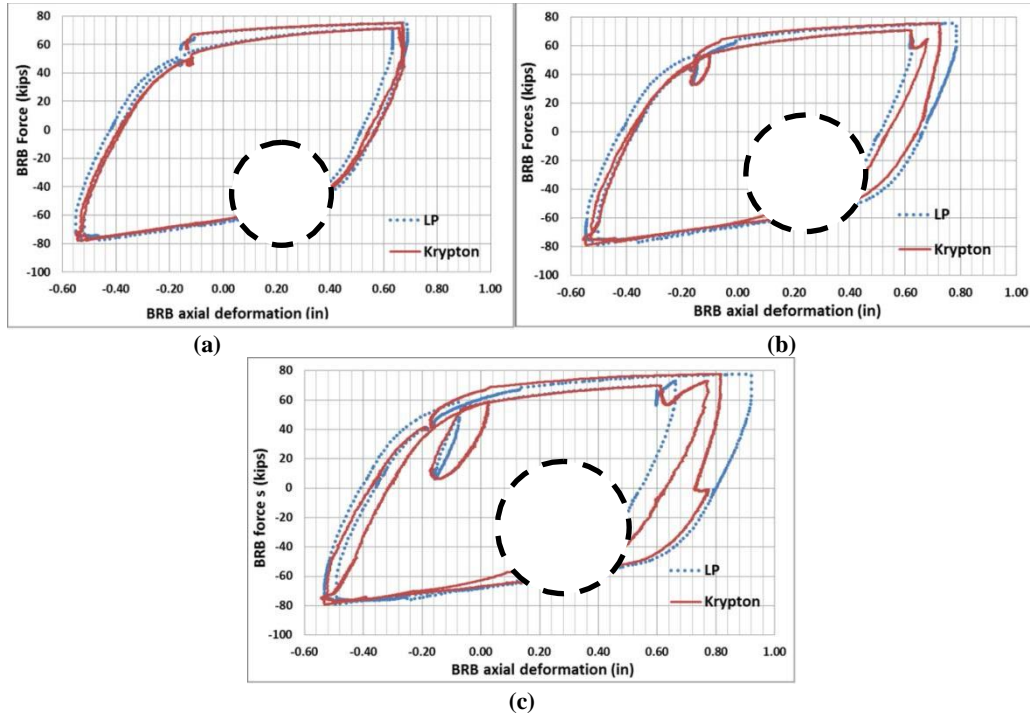 80
60
40
20
0
-20
-40
-60
-80
-100
BRB Force (kips)
LP
Krypton
-0.60 -0.40 -0.20 0.00 0.20 0.40 0.60 0.80 1.00
BRB axial deformation (in)
(a)
80
60
40
20
0
-20
-40
-60
-80
-100
BRB Forces (kips)
LP
Krypton
-0.60 -0.40 -0.20 0.00 0.20 0.40 0.60 0.80 1.00
BRB axial deformation (in)
(b)
80
60
40
20
0
-20
-40
-60
-80
-100
BRB force s (kips)
LP
Krypton
-0.60 -0.40 -0.20 0.00 0.20 0.40 0.60 0.80 1.00
BRB axial deformation (in)
(c)